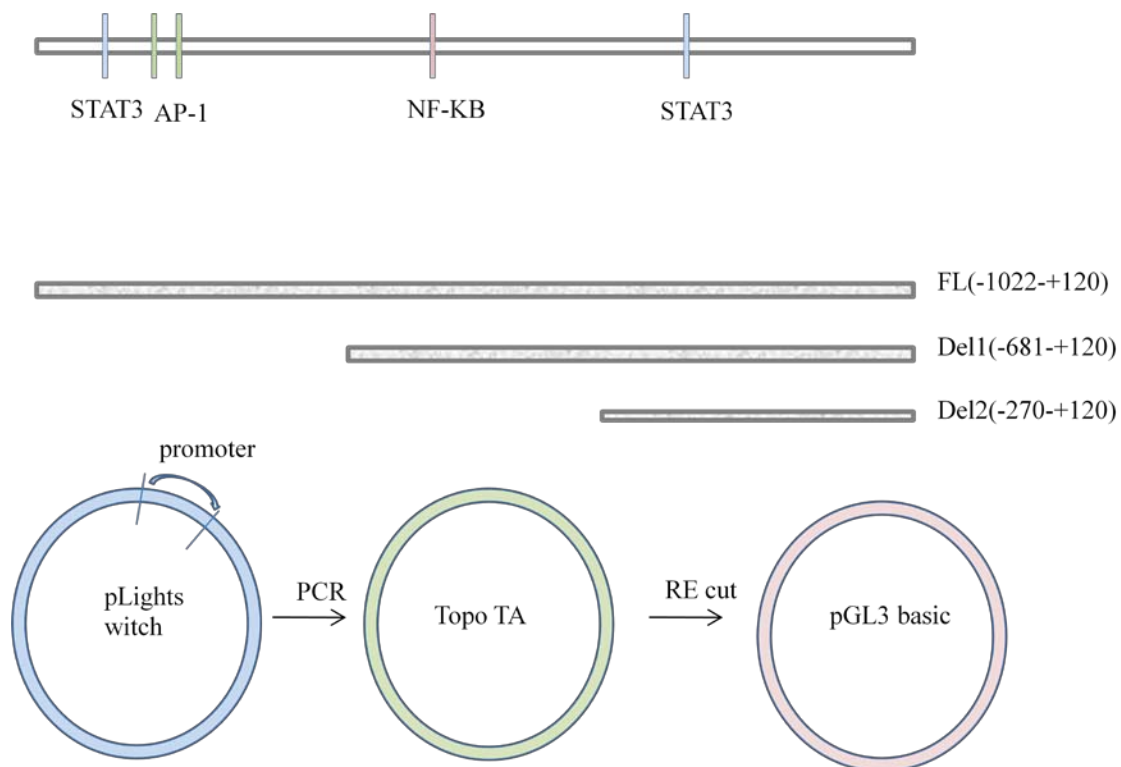 STAT3 AP-1 NF-KB STAT3
FL(-1022-+120)
Del1(-681-+120)
Del2(-270-+120)
promoter
pLights
witch
PCR
Topo TA
RE cut
pGL3 basic